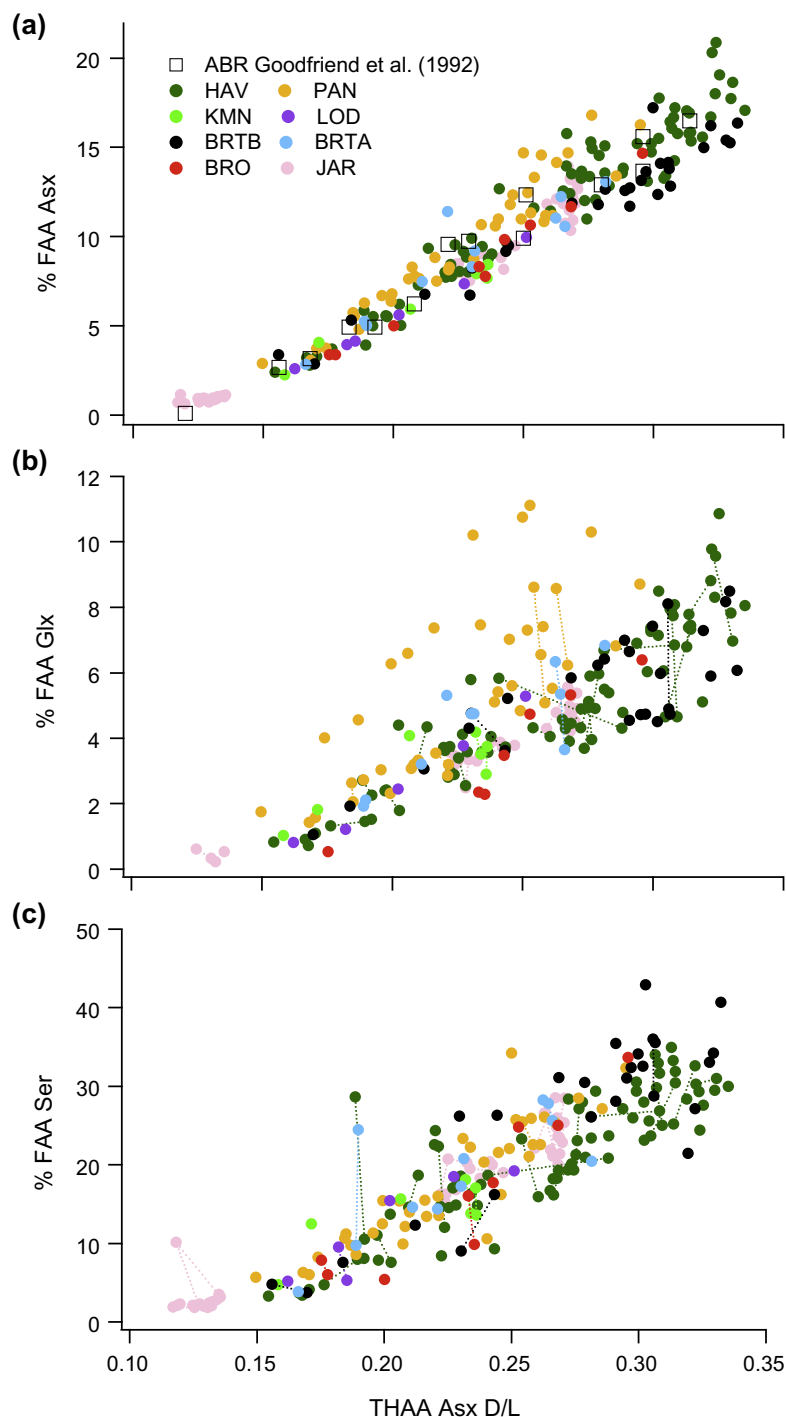 (a)
% FAA Asx
20
15
10
5
0
ABR Goodfriend et al. (1992)
HAV PAN
KMN LOD
BRTB BRTA
BRO JAR
(b)
% FAA Glx
12
10
8
6
4
2
0
(c)
% FAA Ser
50
40
30
20
10
0
0.10 0.15 0.20 0.25 0.30 0.35
THAA Asx D/L